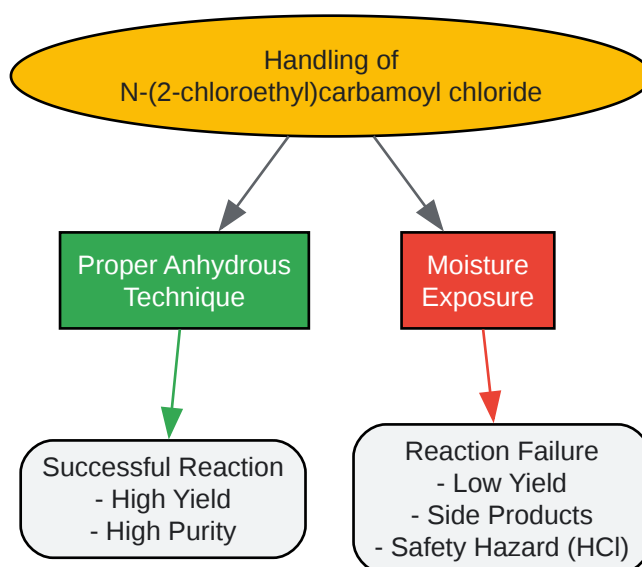 Handling of
N-(2-chloroethyl)carbamoyl chloride
Proper Anhydrous
Technique
Moisture
Exposure
Successful Reaction
- High Yield
- High Purity
Reaction Failure
- Low Yield
- Side Products
- Safety Hazard (HCl)